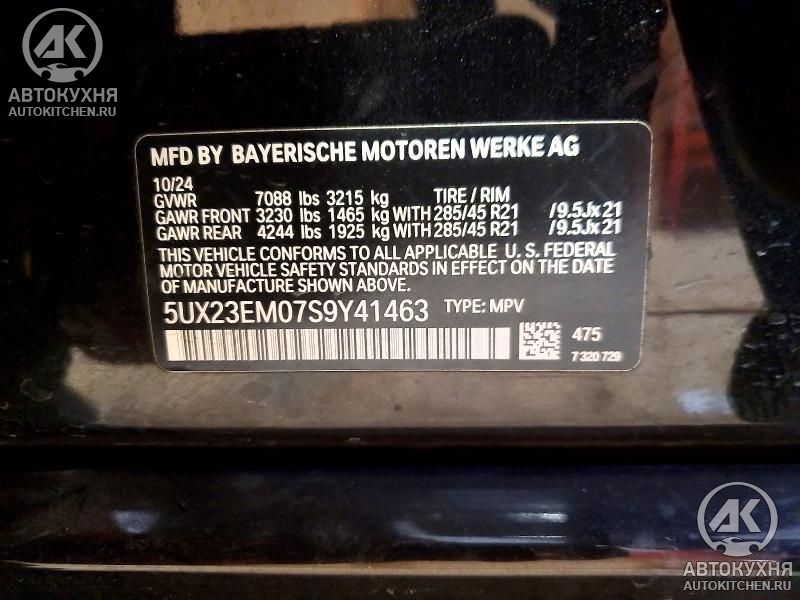 AK
АВТОКУХНЯ
AUTOKITCHEN.RU
MFD BY BAYERISCHE MOTOREN WERKE AG
10/24
GVWR 7088 lbs 3215 kg TIRE / RIM
GAWR FRONT 3230 lbs 1465 kg WITH 285/45 R21 /9.5Jx21
GAWR REAR 4244 lbs 1925 kg WITH 285/45 R21 /9.5Jx21
THIS VEHICLE CONFORMS TO ALL APPLICABLE U. S. FEDERAL
MOTOR VEHICLE SAFETY STANDARDS IN EFFECT ON THE DATE
OF MANUFACTURE SHOWN ABOVE.
5UX23EM07S9Y41463 TYPE: MPV
475
7 320 729
AK
АВТОКУХНЯ
AUTOKITCHEN.RU